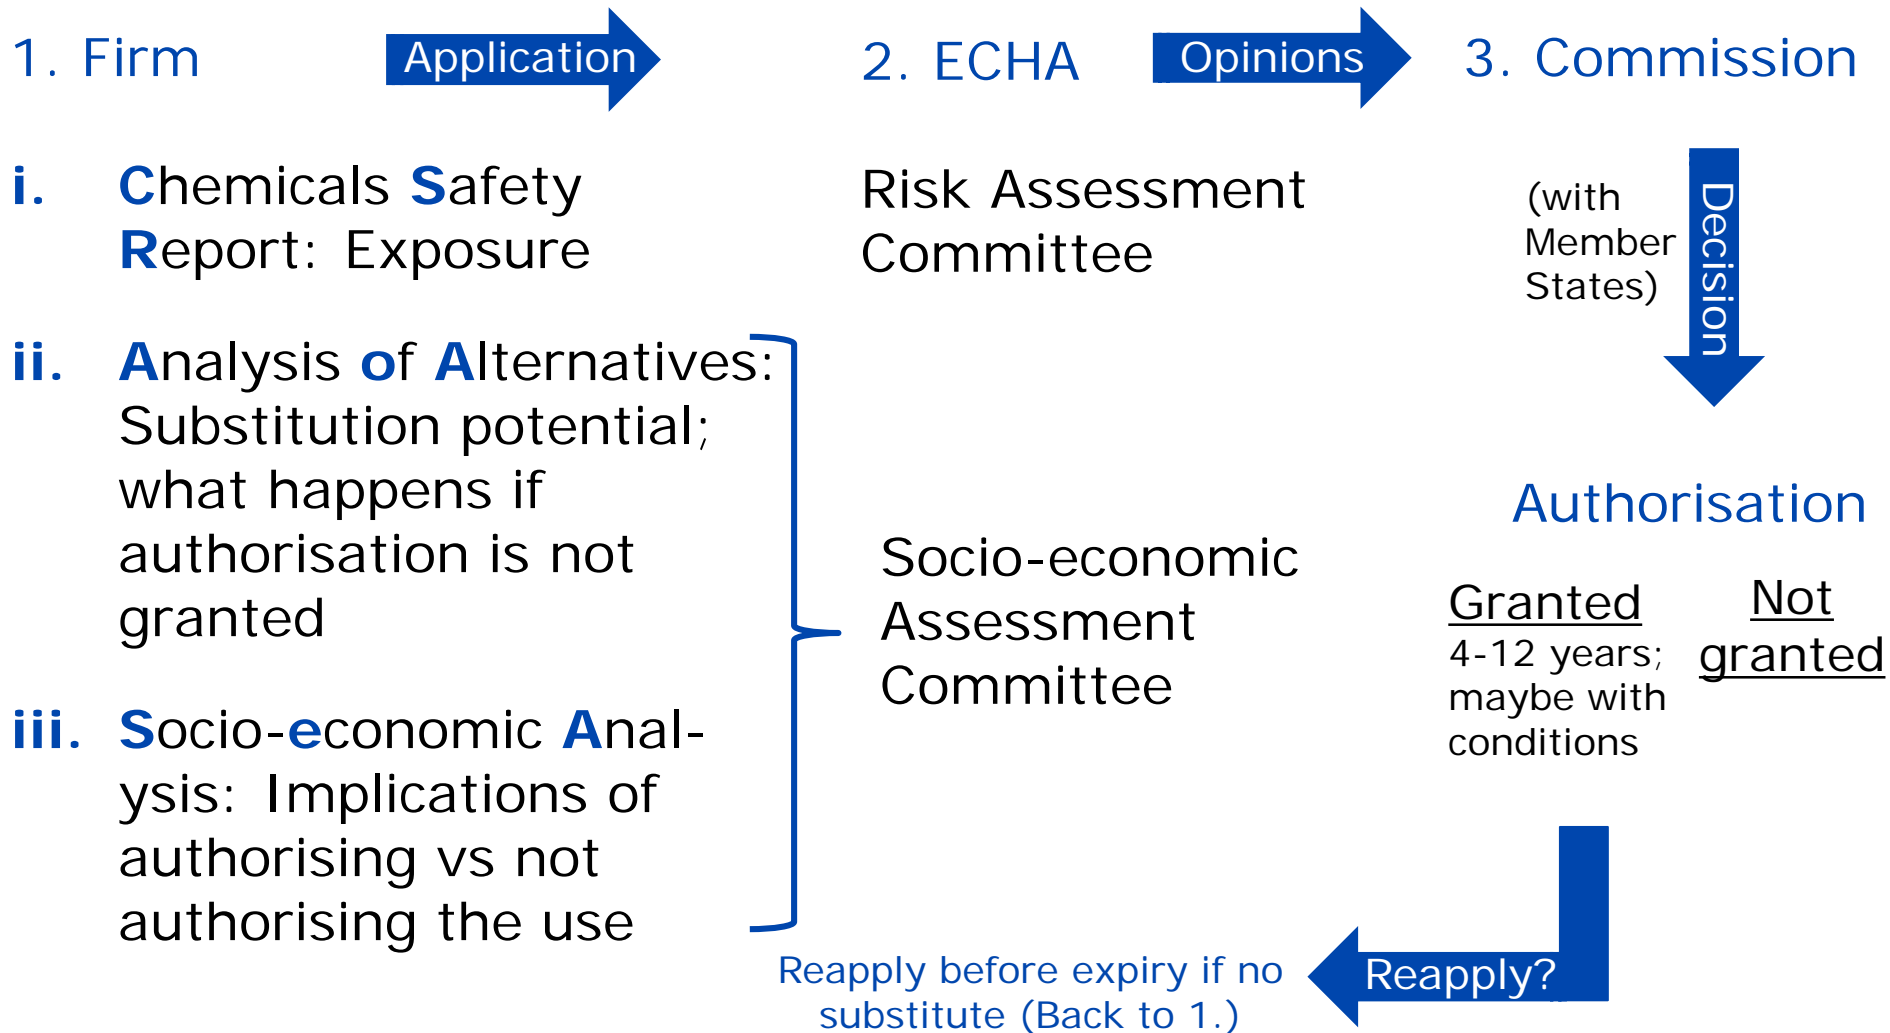 1. Firm
Application
2. ECHA
Opinions
3. Commission
i. Chemicals Safety
Report: Exposure
ii. Analysis of Alternatives:
Substitution potential;
what happens if
authorisation is not
granted
iii. Socio-economic Anal-
ysis: Implications of
authorising vs not
authorising the use
Risk Assessment
Committee
Socio-economic
Assessment
Committee
(with
Member
States)
Decision
Authorisation
Granted
4-12 years;
maybe with
conditions
Not
granted
Reapply?
Reapply before expiry if no
substitute (Back to 1.)